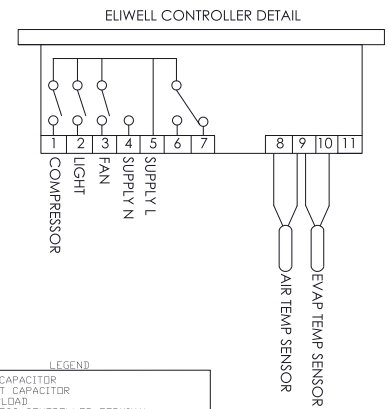 ELIWELL CONTROLLER DETAIL
1 2 3 4 5 6 7 8 9 10 11
COMPRESSOR
LIGHT
FAN
SUPPLY N
SUPPLY L
AIR TEMP SENSOR
EVAP TEMP SENSOR
LEGEND
CAPACITOR
T CAPACITOR
LOAD